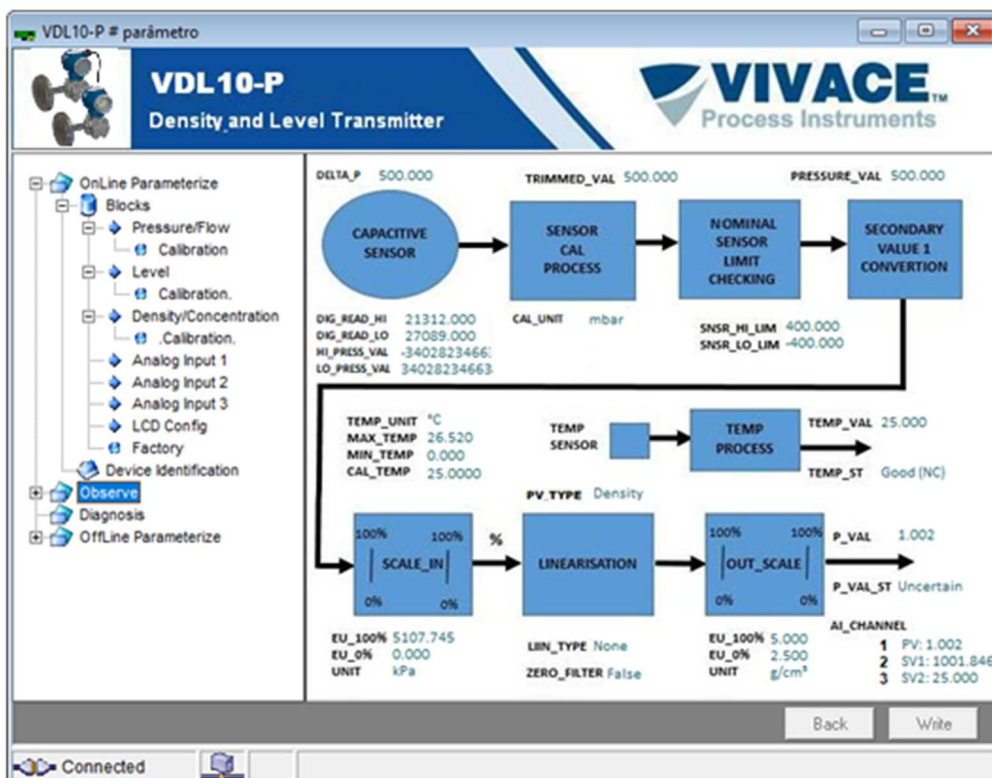 VDL10-P # parâmetro
VDL10-P
Density and Level Transmitter
VIVACE™
Process Instruments
OnLine Parameterize
Blocks
Pressure/Flow
Calibration
Level
Calibration.
Density/Concentration
.Calibration.
Analog Input 1
Analog Input 2
Analog Input 3
LCD Config
Factory
Device Identification
Observe
Diagnosis
OffLine Parameterize
DELTA_P 500.000
TRIMMED_VAL 500.000
PRESSURE_VAL 500.000
CAPACITIVE
SENSOR
SENSOR
CAL
PROCESS
NOMINAL
SENSOR
LIMIT
CHECKING
SECONDARY
VALUE 1
CONVERTION
DIG_READ_HI 21312.000
DIG_READ_LO 27089.000
HI_PRESS_VAL -3402823466
LO_PRESS_VAL 34028234663
CAL_UNIT mbar
SNSR_HI_LIM 400.000
SNSR_LO_LIM -400.000
TEMP_UNIT °C
MAX_TEMP 26.520
MIN_TEMP 0.000
CAL_TEMP 25.0000
TEMP
SENSOR
TEMP
PROCESS
TEMP_VAL 25.000
TEMP_ST Good (NC)
PV_TYPE Density
100% 100%
SCALE_IN
0% 0%
%
LINEARISATION
100% 100%
OUT_SCALE
0% 0%
P_VAL 1.002
P_VAL_ST Uncertain
EU_100% 5107.745
EU_0% 0.000
UNIT kPa
LIIN_TYPE None
ZERO_FILTER False
EU_100% 5.000
EU_0% 2.500
UNIT g/cm³
AI_CHANNEL
1 PV: 1.002
2 SV1: 1001.846
3 SV2: 25.000
Back
Write
Connected